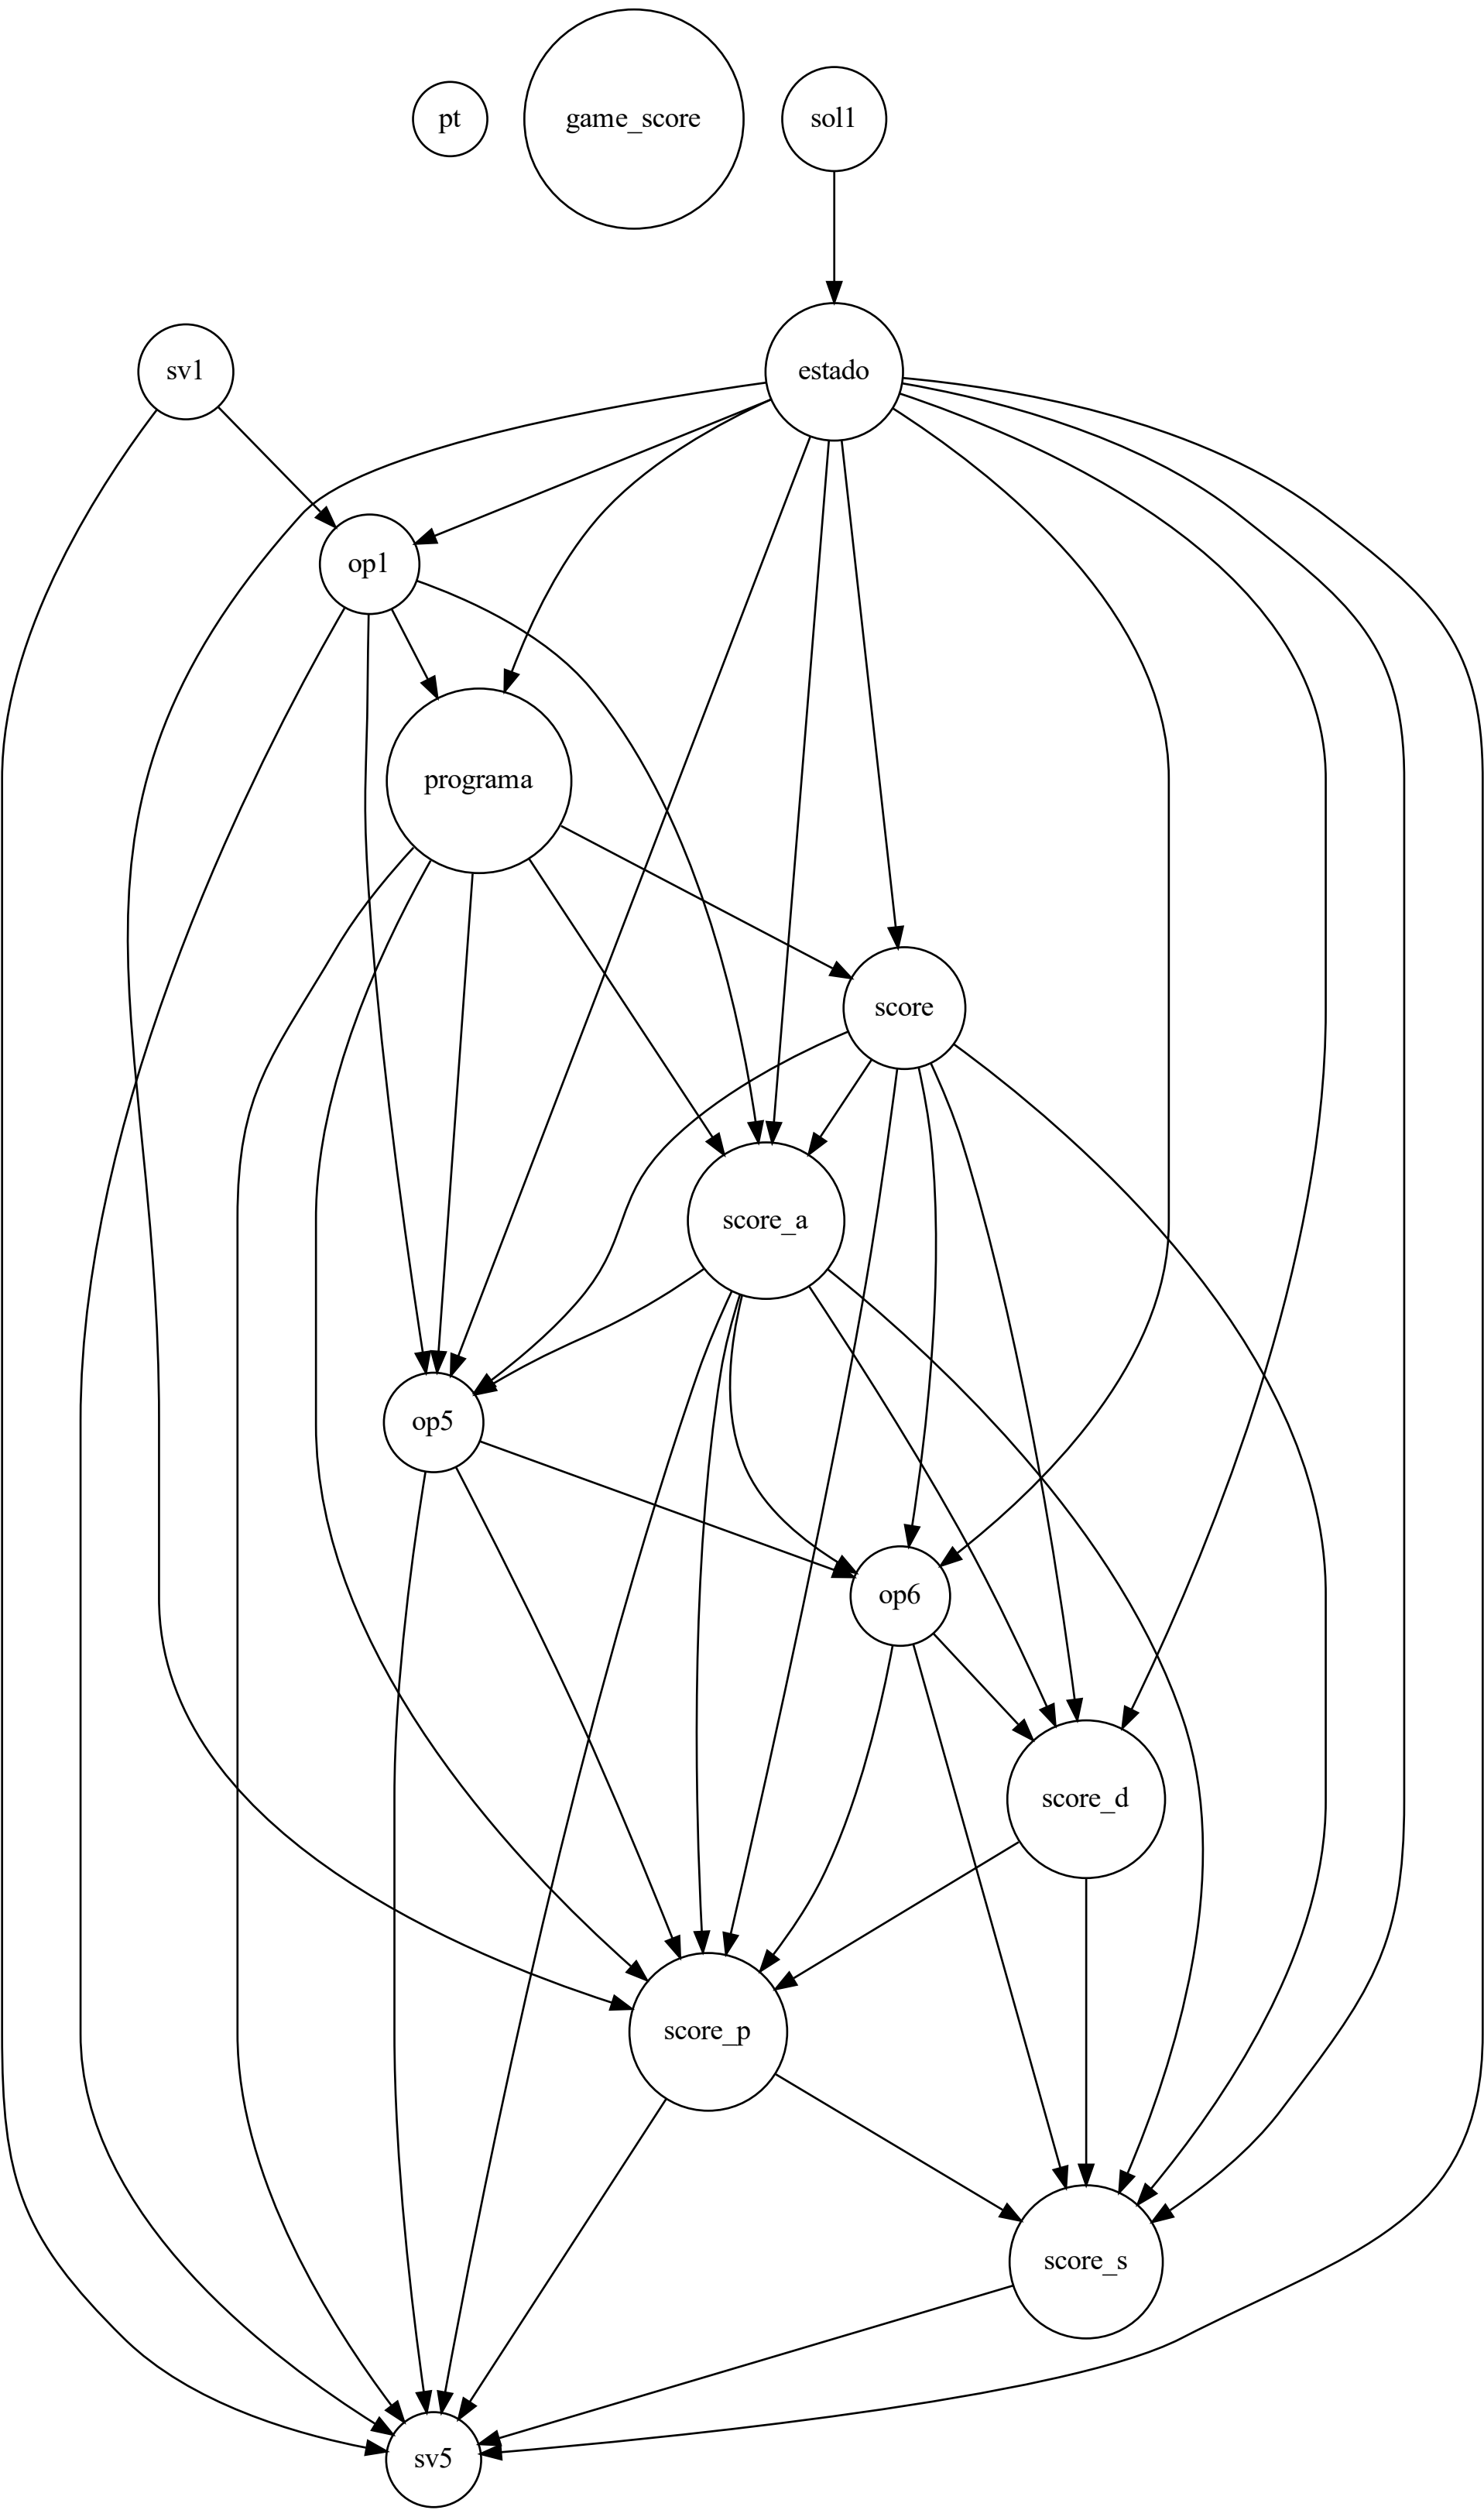 pt
game_score
sol1
sv1
estado
op1
programa
score
score_a
op5
op6
score_d
score_p
score_s
sv5